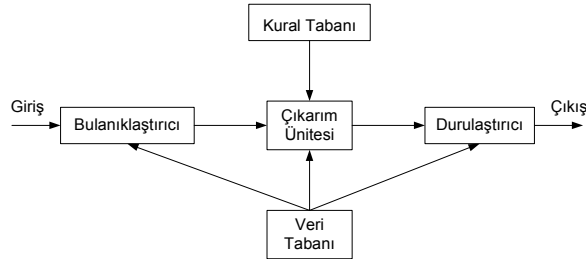 Kural Tabanı
Giriş
Bulanıklaştırıcı
Çıkarım
Ünitesi
Durulaştırıcı
Çıkış
Veri
Tabanı